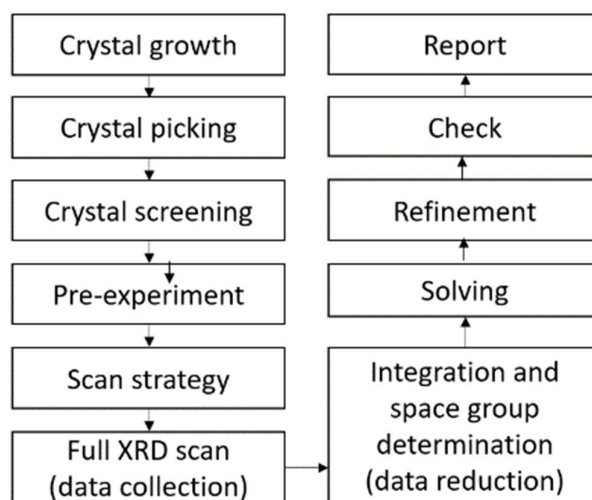 Crystal growth
Crystal picking
Crystal screening
Pre-experiment
Scan strategy
Full XRD scan
(data collection)
Integration and
space group
determination
(data reduction)
Solving
Refinement
Check
Report